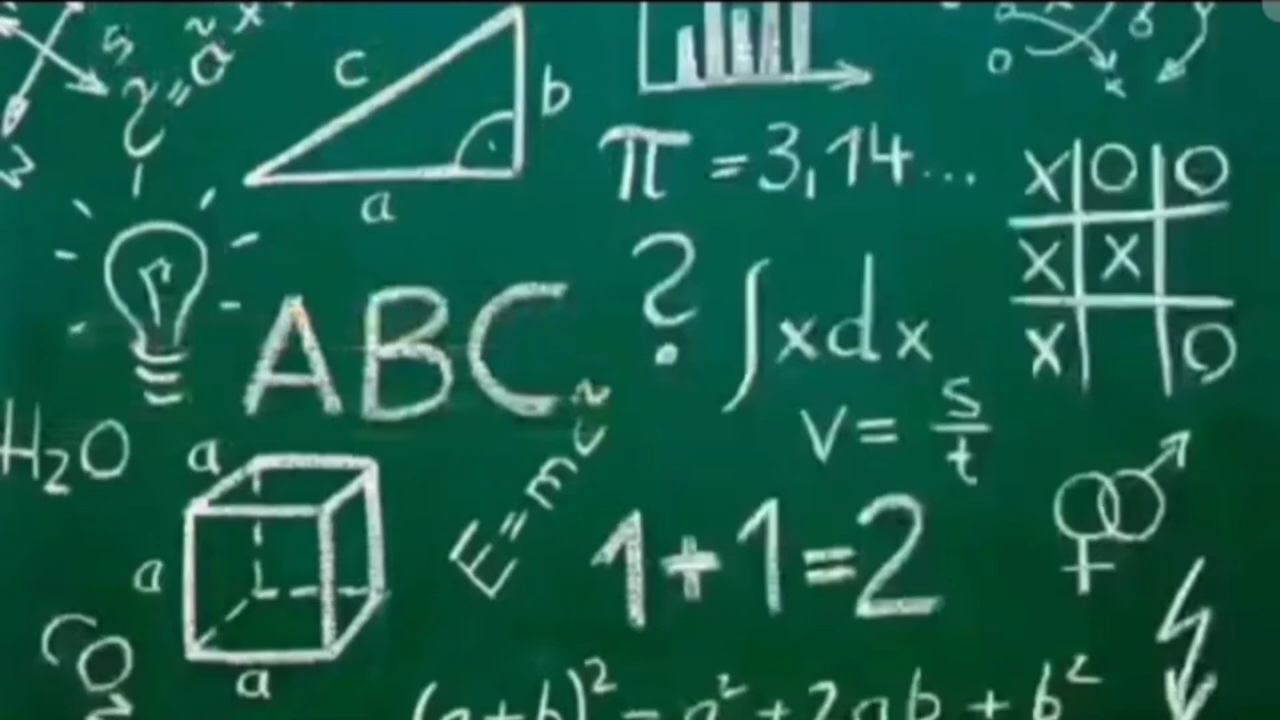 c
b
a
π = 3,14...
X O O
X X
X O
?
∫xdx
ABC
v = s/t
H₂O
E=mc²
a
a
a
1+1=2
CO₂
(a+b)² = a²+2ab+b²